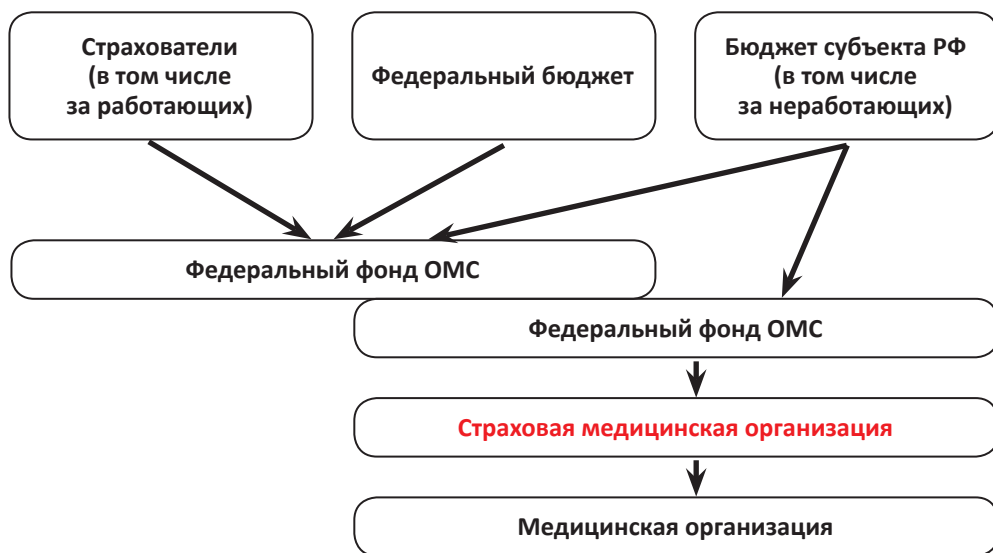 Страхователи
(в том числе
за работающих)
Федеральный бюджет
Бюджет субъекта РФ
(в том числе
за неработающих)
Федеральный фонд ОМС
Федеральный фонд ОМС
Страховая медицинская организация
Медицинская организация